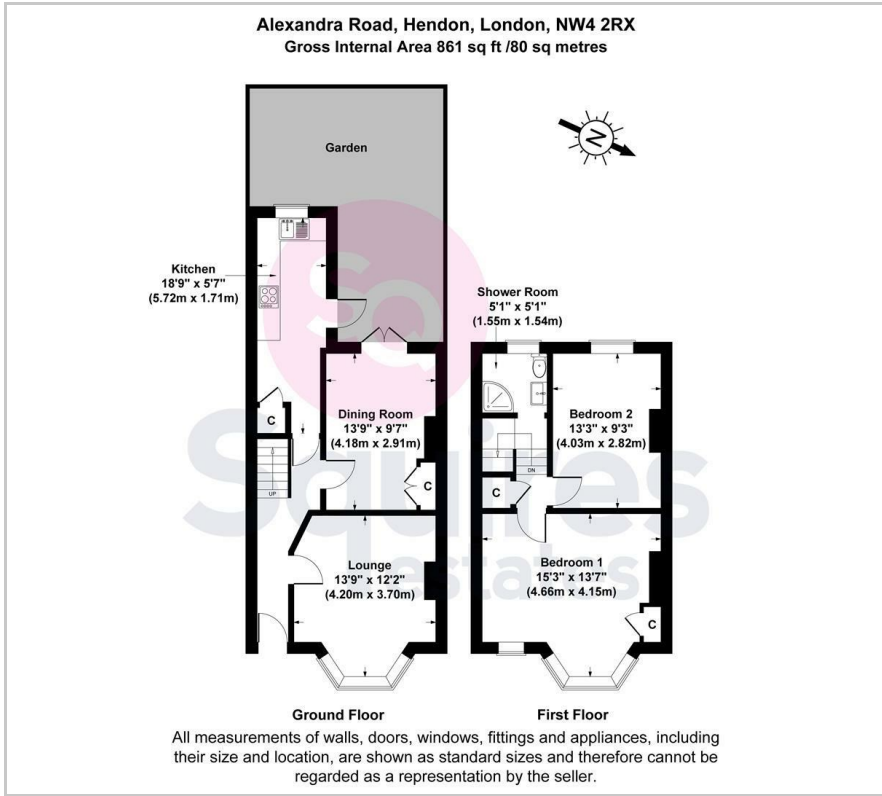 Alexandra Road, Hendon, London, NW4 2RX
Gross Internal Area 861 sq ft /80 sq metres
Garden
N
Kitchen
18'9" x 5'7"
(5.72m x 1.71m)
Shower Room
5'1" x 5'1"
(1.55m x 1.54m)
SQ
Dining Room
13'9" x 9'7"
(4.18m x 2.91m)
Bedroom 2
13'3" x 9'3"
(4.03m x 2.82m)
C
C
C
UP
DN
Squires
estates
Lounge
13'9" x 12'2"
(4.20m x 3.70m)
Bedroom 1
15'3" x 13'7"
(4.66m x 4.15m)
C
Ground Floor
First Floor
All measurements of walls, doors, windows, fittings and appliances, including
their size and location, are shown as standard sizes and therefore cannot be
regarded as a representation by the seller.